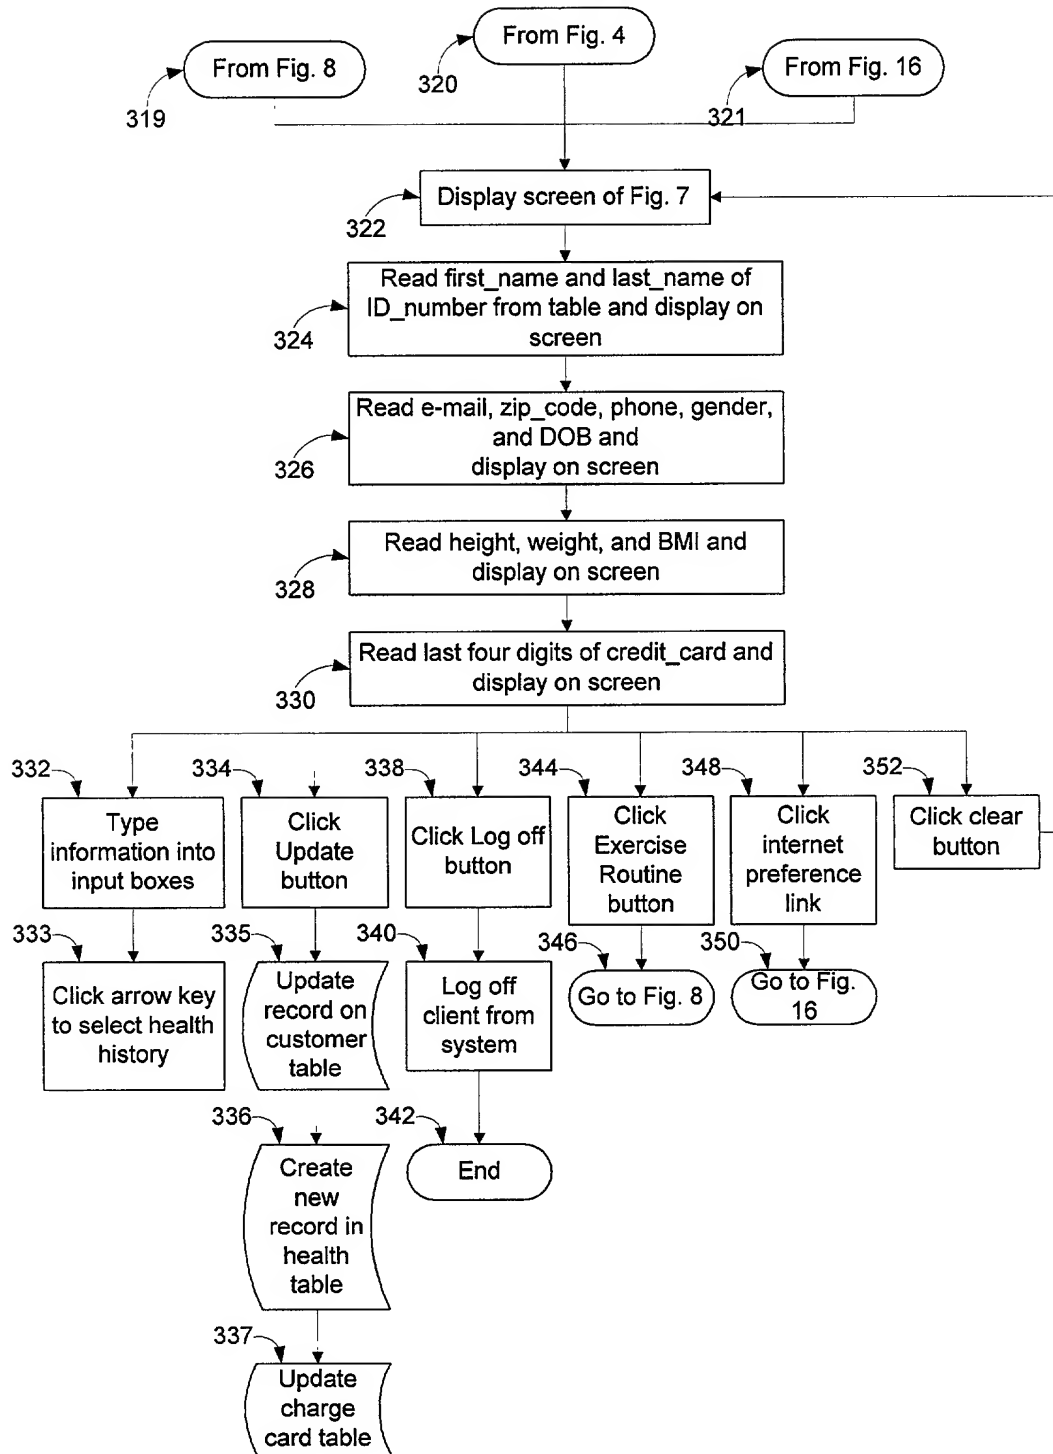 From Fig. 4
From Fig. 8
From Fig. 16
320
319
321
Display screen of Fig. 7
322
Read first_name and last_name of
ID_number from table and display on
screen
324
Read e-mail, zip_code, phone, gender,
and DOB and
display on screen
326
Read height, weight, and BMI and
display on screen
328
Read last four digits of credit_card and
display on screen
330
332
334
338
344
348
352
Type
information into
input boxes
Click
Update
button
Click Log off
button
Click
Exercise
Routine
button
Click
internet
preference
link
Click clear
button
333
335
340
346
350
Click arrow key
to select health
history
Update
record on
customer
table
Log off
client from
system
Go to Fig. 8
Go to Fig.
16
336
342
Create
new
record in
health
table
End
337
Update
charge
card table